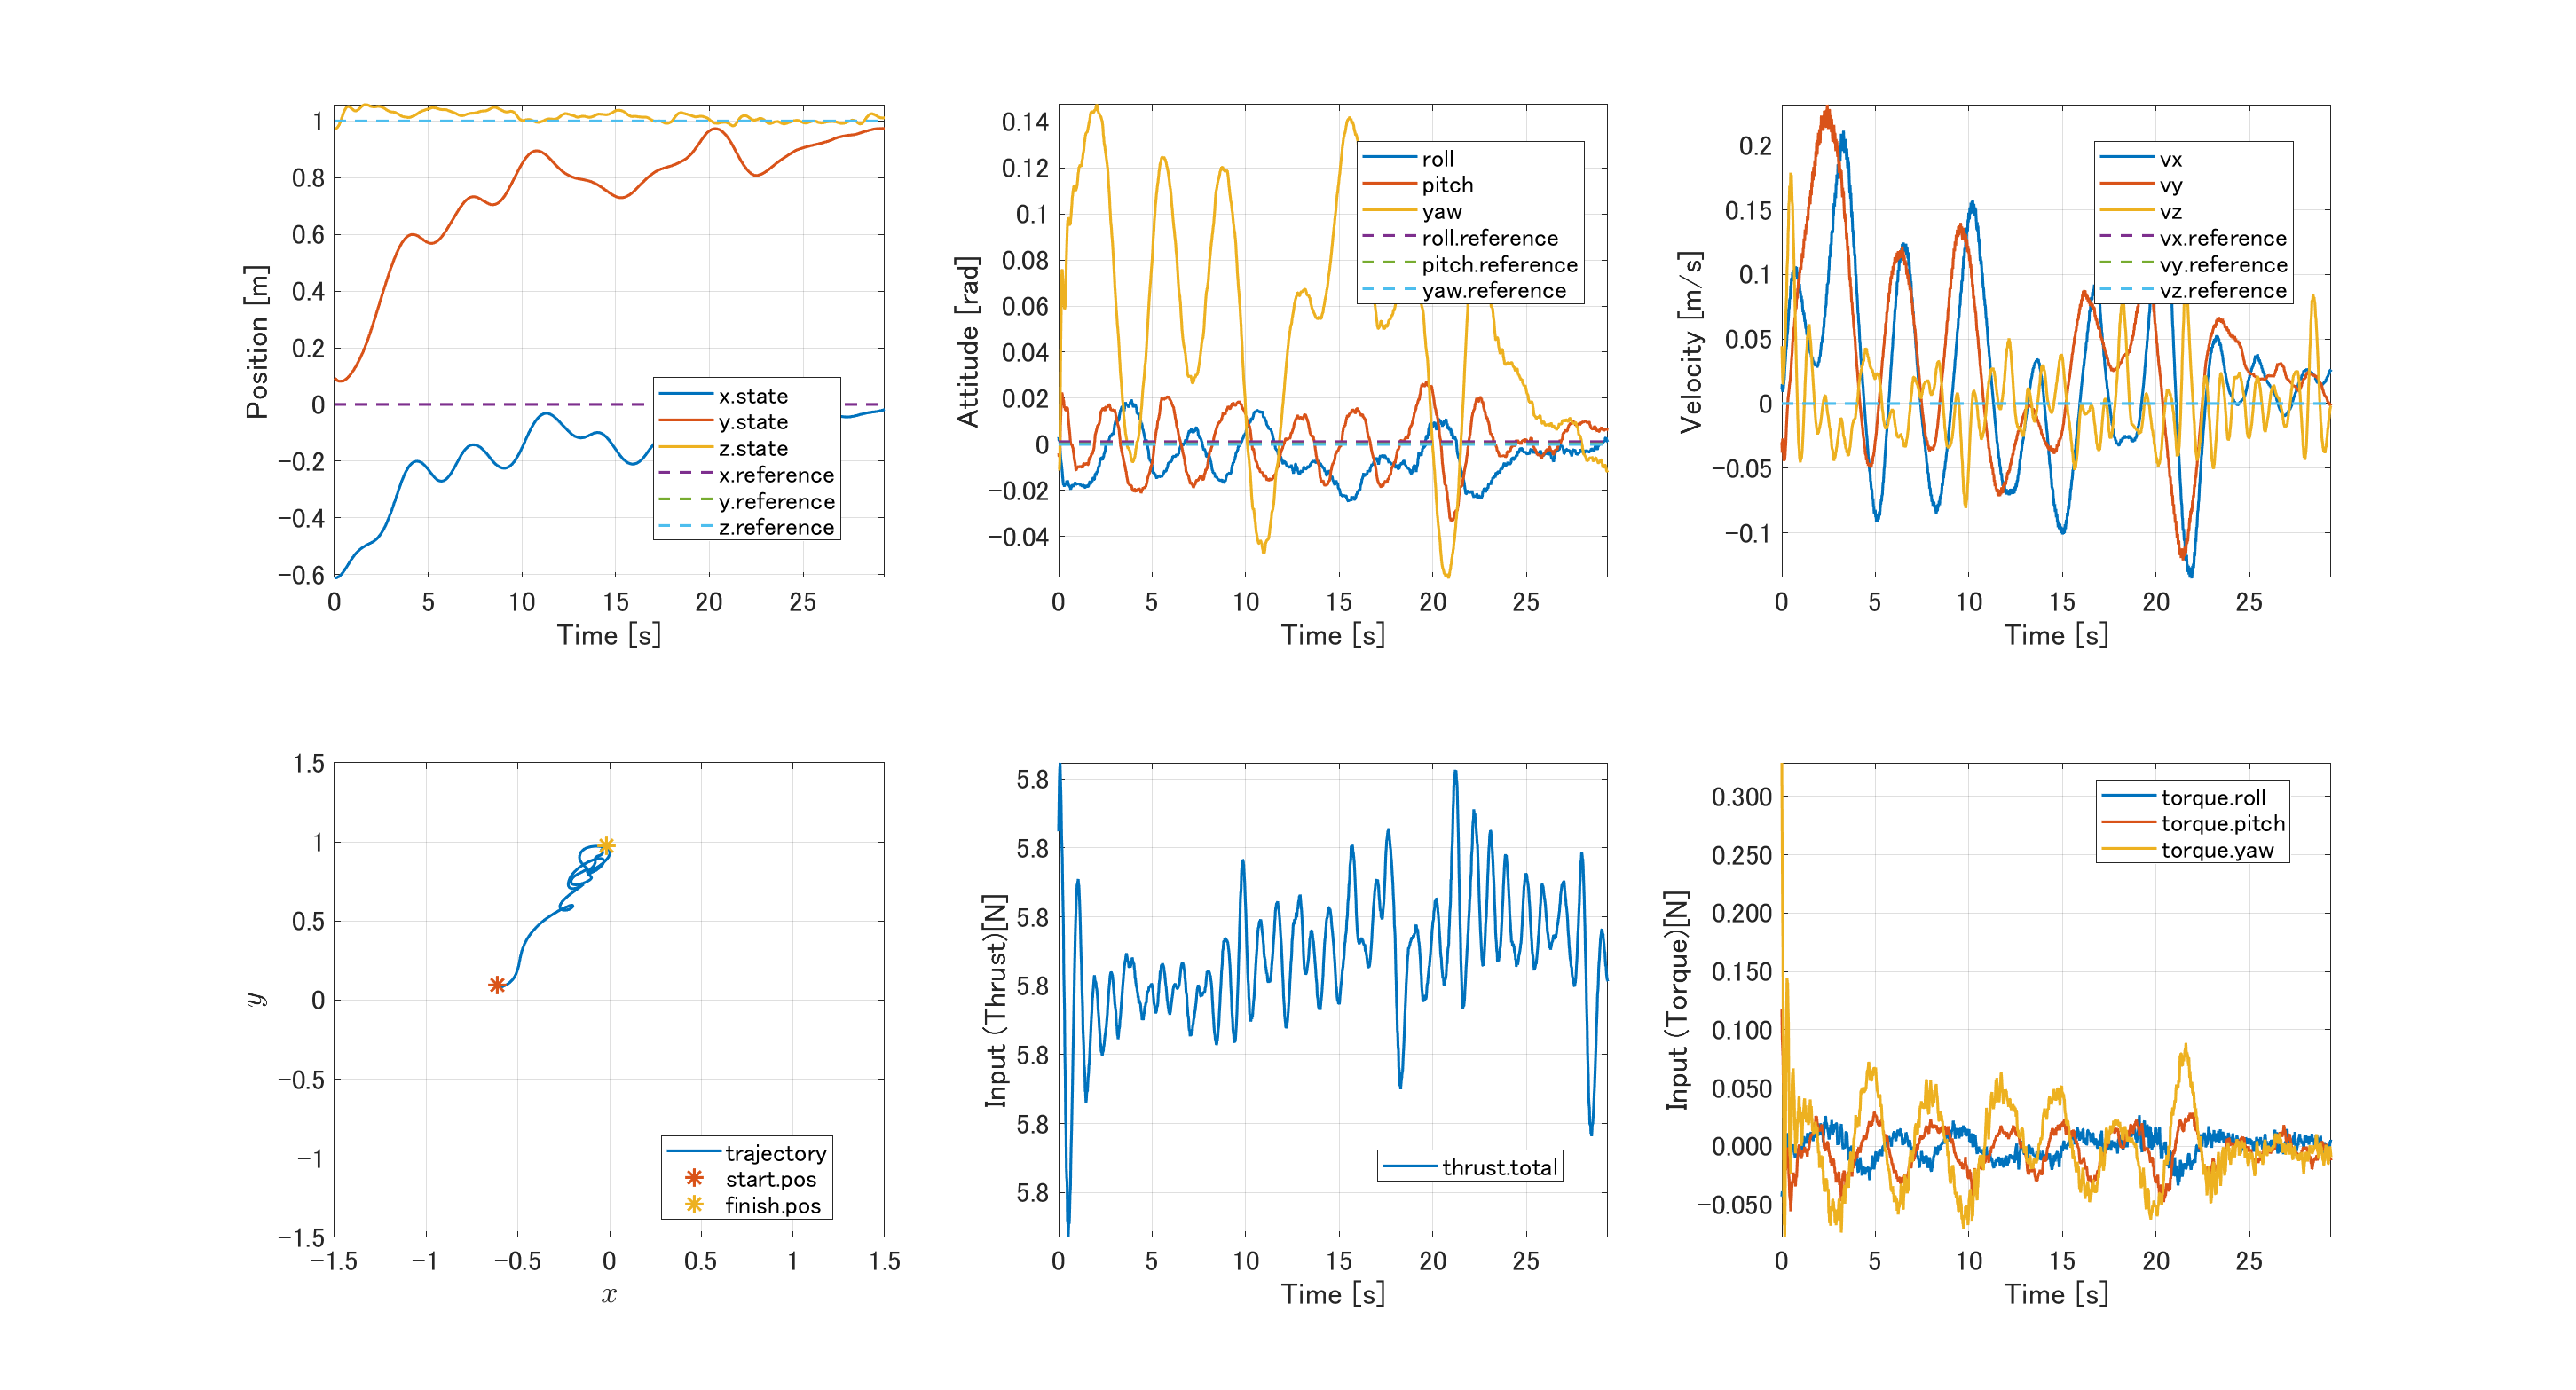 1
0.8
0.6
0.4
0.2
0
−0.2
−0.4
−0.6
Position [m]
x.state
y.state
z.state
x.reference
y.reference
z.reference
0 5 10 15 20 25
Time [s]
0.14
0.12
0.1
0.08
0.06
0.04
0.02
0
−0.02
−0.04
Attitude [rad]
roll
pitch
yaw
roll.reference
pitch.reference
yaw.reference
0 5 10 15 20 25
Time [s]
0.2
0.15
0.1
0.05
0
−0.05
−0.1
Velocity [m/s]
vx
vy
vz
vx.reference
vy.reference
vz.reference
0 5 10 15 20 25
Time [s]
1.5
1
0.5
0
−0.5
−1
−1.5
y
trajectory
start.pos
finish.pos
−1.5 −1 −0.5 0 0.5 1 1.5
x
5.8
5.8
5.8
5.8
5.8
5.8
5.8
Input (Thrust)[N]
thrust.total
0 5 10 15 20 25
Time [s]
0.300
0.250
0.200
0.150
0.100
0.050
0.000
−0.050
Input (Torque)[N]
torque.roll
torque.pitch
torque.yaw
0 5 10 15 20 25
Time [s]